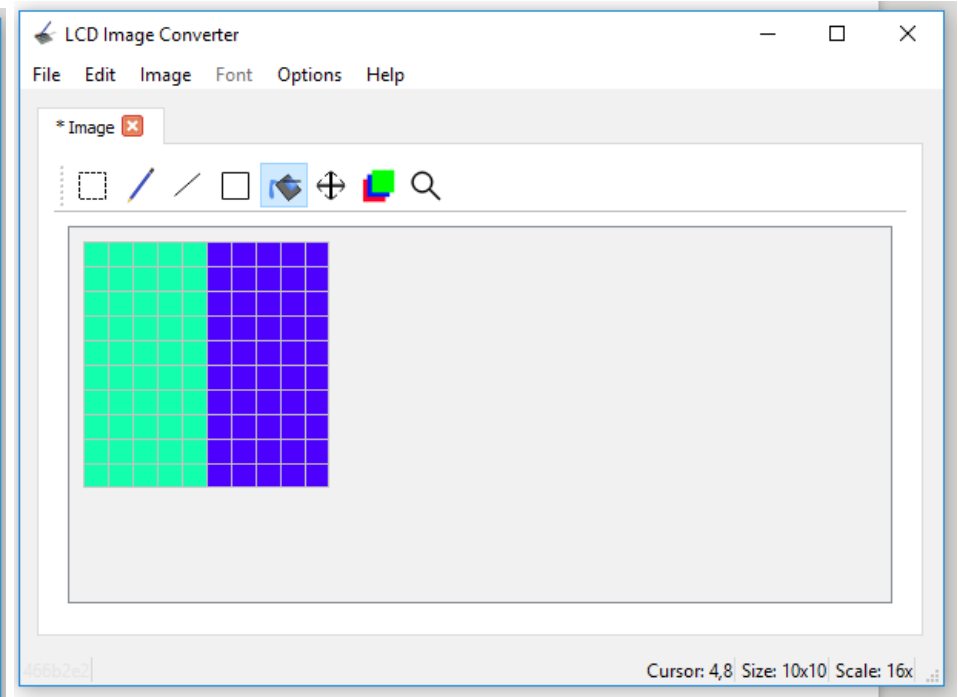 LCD Image Converter
File Edit Image Font Options Help
* Image
466b2e2 Cursor: 4,8 Size: 10x10 Scale: 16x